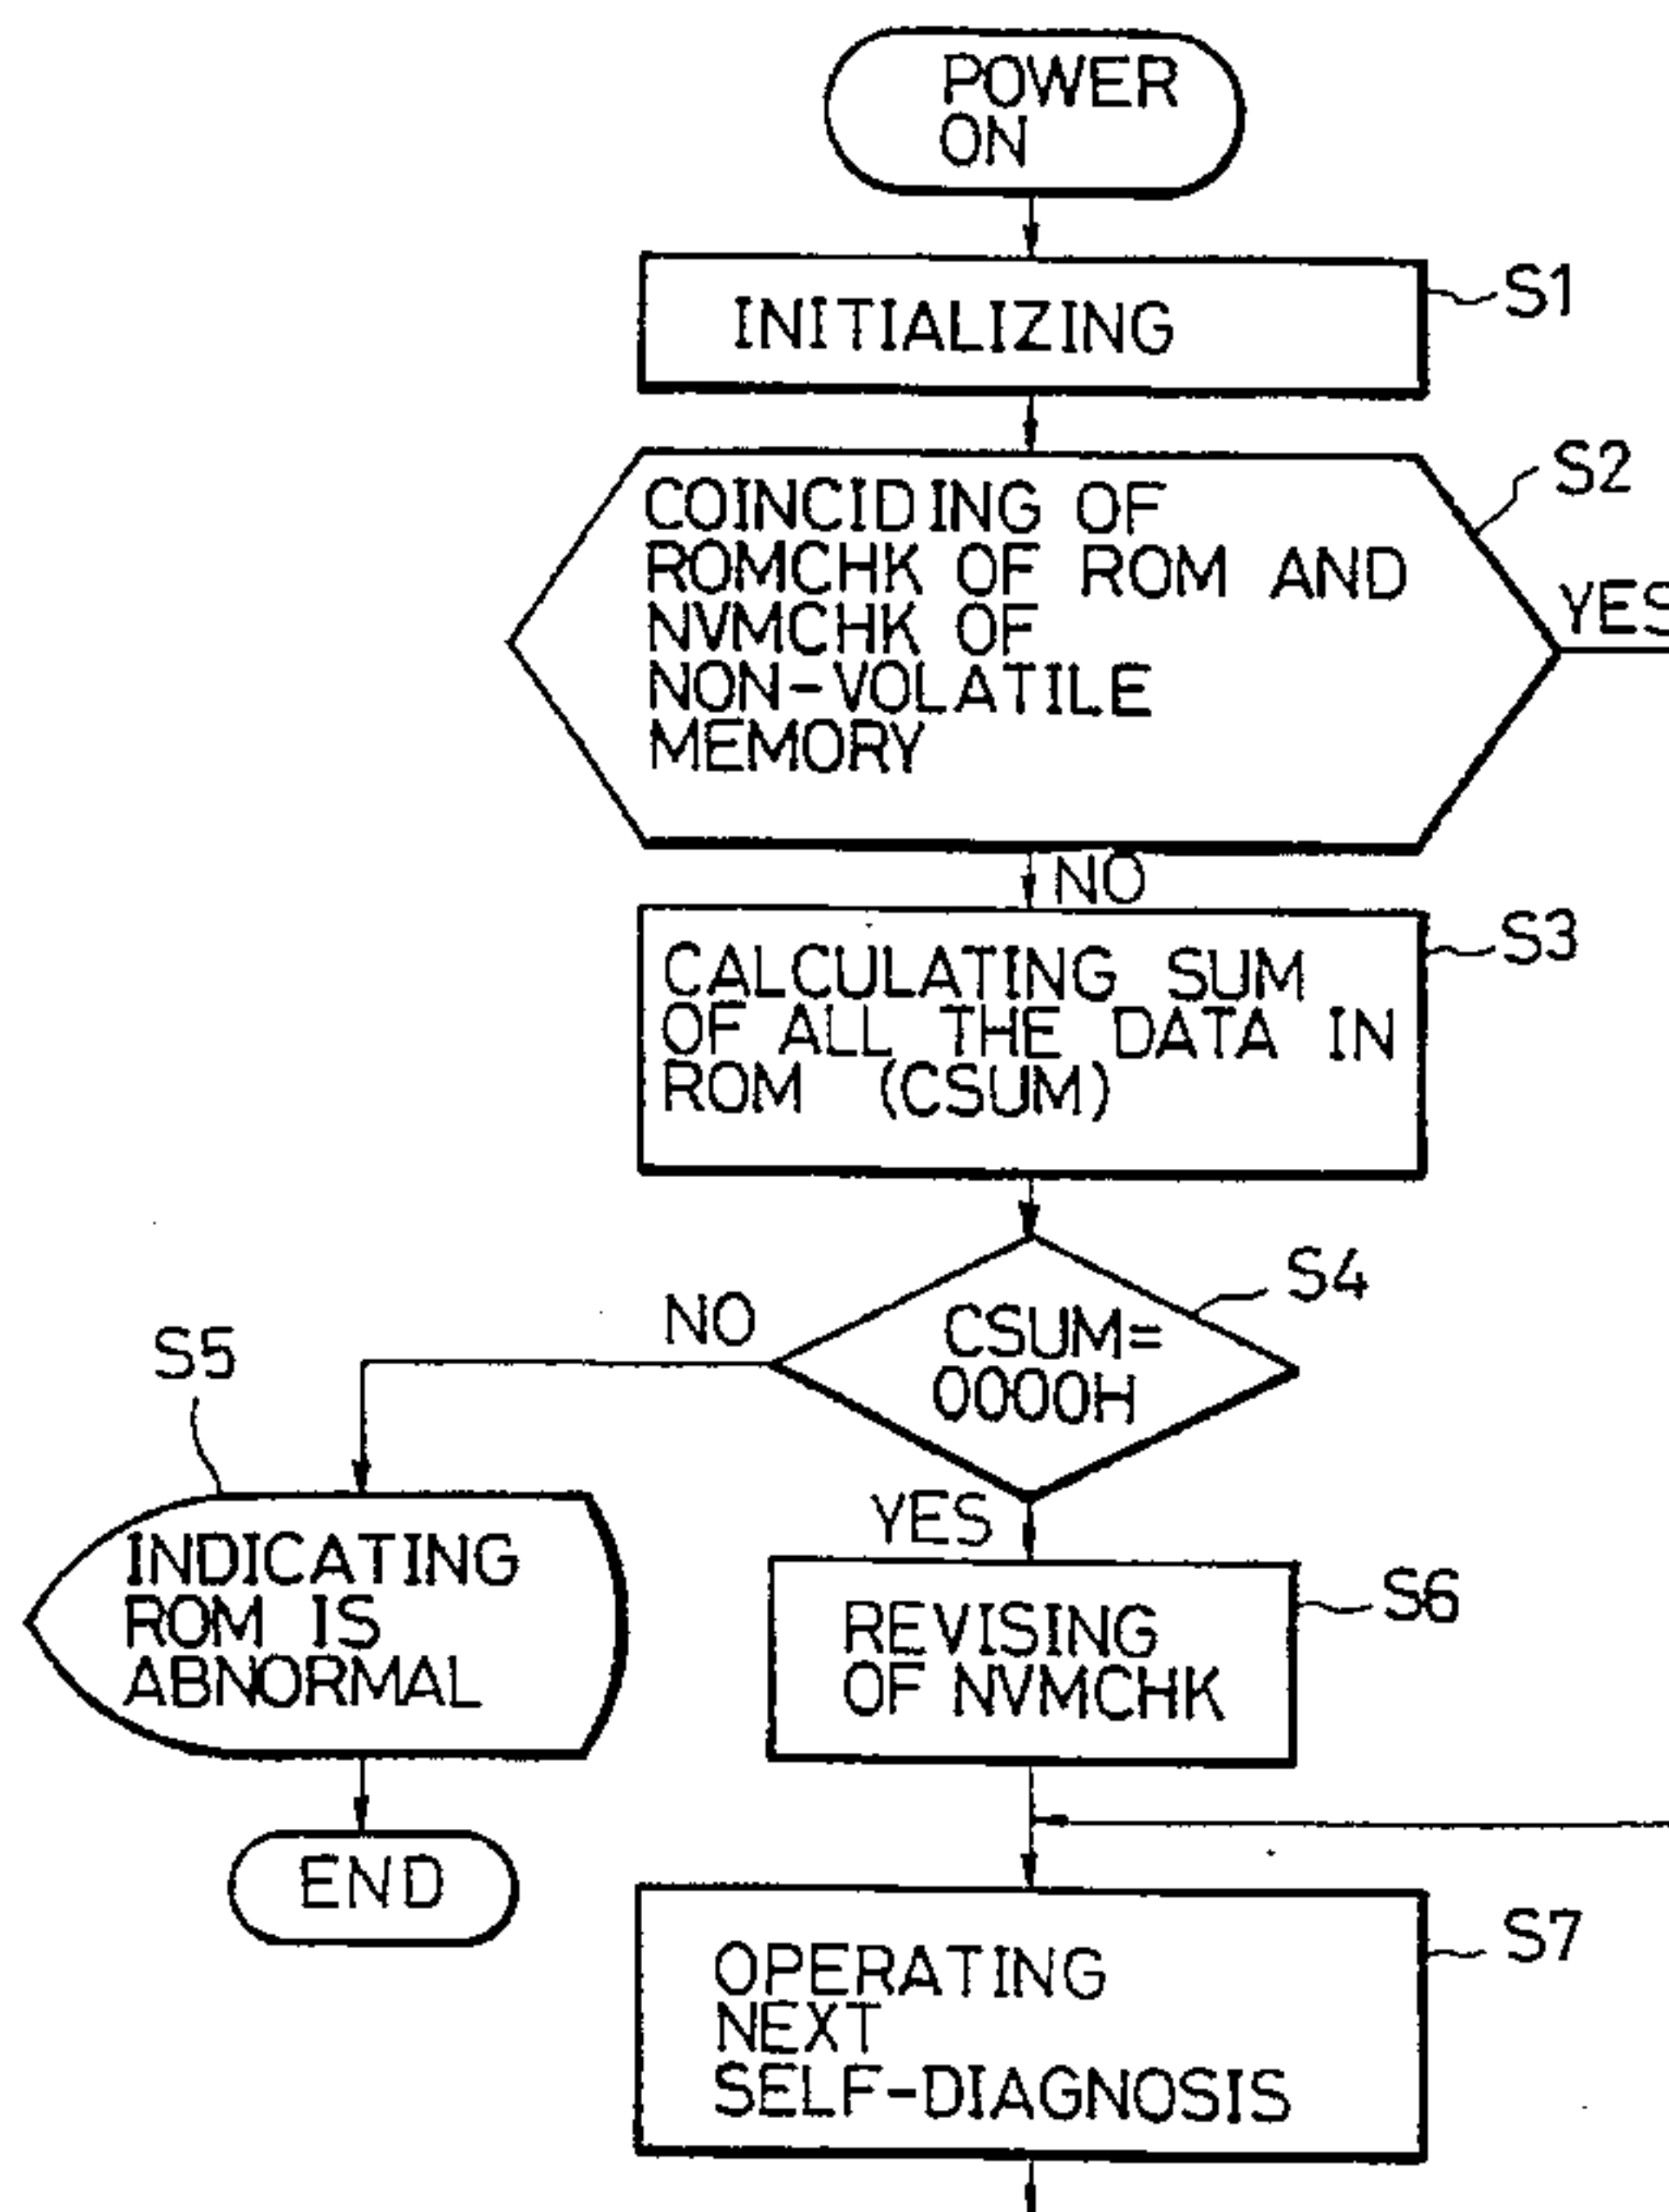 POWER
ON
INITIALIZING
S1
COINCIDING OF
ROMCHK OF ROM AND
NVMCHK OF
NON-VOLATILE
MEMORY
S2
YES
NO
CALCULATING SUM
OF ALL THE DATA IN
ROM (CSUM)
S3
CSUM=
0000H
S4
NO
S5
INDICATING
ROM IS
ABNORMAL
YES
REVISING
OF NVMCHK
S6
END
OPERATING
NEXT
SELF-DIAGNOSIS
S7